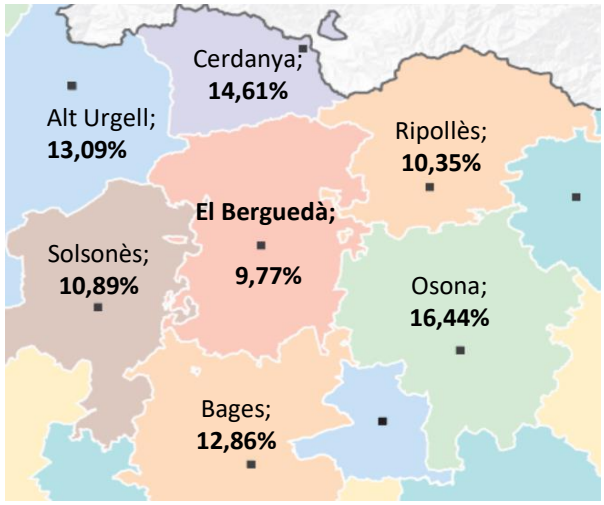 Cerdanya;
14,61%
Alt Urgell;
13,09%
Ripollès;
10,35%
El Berguedà;
9,77%
Solsonès;
10,89%
Osona;
16,44%
Bages;
12,86%